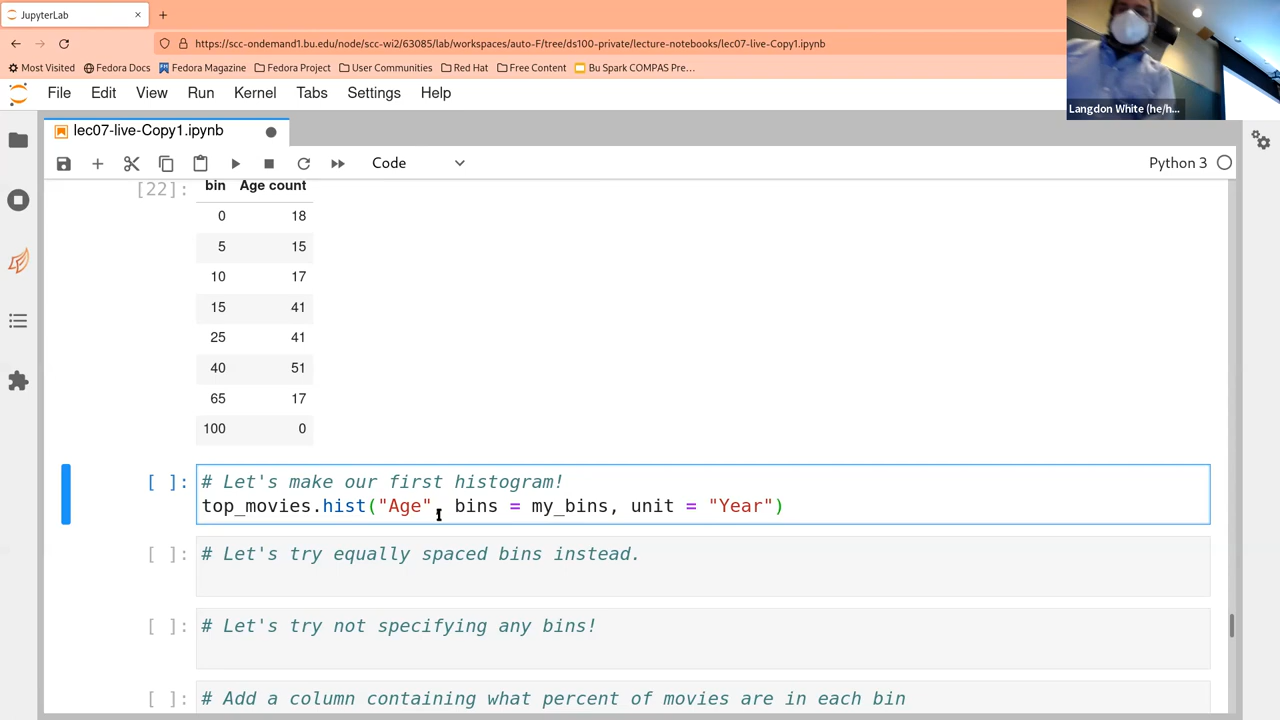 JupyterLab
https://scc-ondemand1.bu.edu/node/scc-wi2/63085/lab/workspaces/auto-F/tree/ds100-private/lecture-notebooks/lec07-live-Copy1.ipynb
Most Visited Fedora Docs Fedora Magazine Fedora Project User Communities Red Hat Free Content Bu Spark COMPAS Pre…
Langdon White (he/h...
File Edit View Run Kernel Tabs Settings Help
lec07-live-Copy1.ipynb
Code Python 3
[22]: bin Age count
0 18
5 15
10 17
15 41
25 41
40 51
65 17
100 0
[ ]: # Let's make our first histogram!
top_movies.hist("Age", bins = my_bins, unit = "Year")
[ ]: # Let's try equally spaced bins instead.
[ ]: # Let's try not specifying any bins!
[ ]: # Add a column containing what percent of movies are in each bin